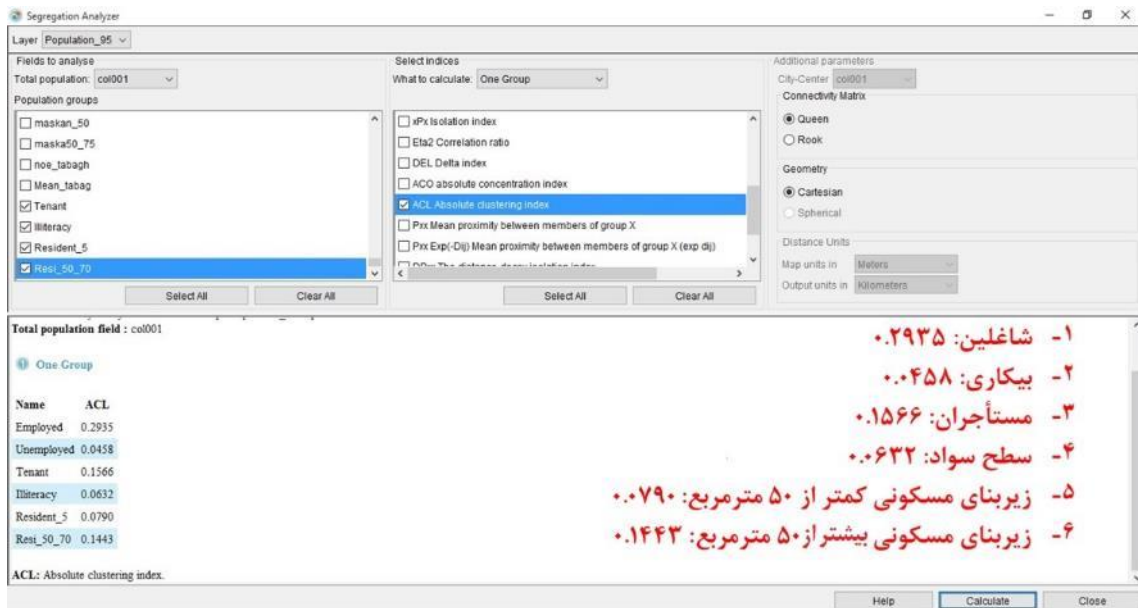 Segregation Analyzer
Layer Population_95
Fields to analyse
Total population: col001
Population groups
maskan_50
maska50_75
noe_tabagh
Mean_tabag
Tenant
Illiteracy
Resident_5
Resi_50_70
Select All Clear All
Select indices
What to calculate: One Group
xPx Isolation index
Eta2 Correlation ratio
DEL Delta index
ACO absolute concentration index
ACL Absolute clustering index
Pxx Mean proximity between members of group X
Pxx Exp(-Dij) Mean proximity between members of group X (exp dij)
Select All Clear All
Additional parameters
City-Center col001
Connectivity Matrix
Queen
Rook
Geometry
Cartesian
Spherical
Distance Units
Map units in Meters
Output units in Kilometers
Total population field : col001
One Group
Name ACL
Employed 0.2935
Unemployed 0.0458
Tenant 0.1566
Illiteracy 0.0632
Resident_5 0.0790
Resi_50_70 0.1443
ACL: Absolute clustering index.
۱- شاغلین: ۰.۲۹۳۵
۲- بیکاری: ۰.۰۴۵۸
۳- مستأجران: ۰.۱۵۶۶
۴- سطح سواد: ۰.۰۶۳۲
۵- زیربنای مسکونی کمتر از ۵۰ مترمربع: ۰.۰۷۹۰
۶- زیربنای مسکونی بیشتر از ۵۰ مترمربع: ۰.۱۴۴۳
Help Calculate Close